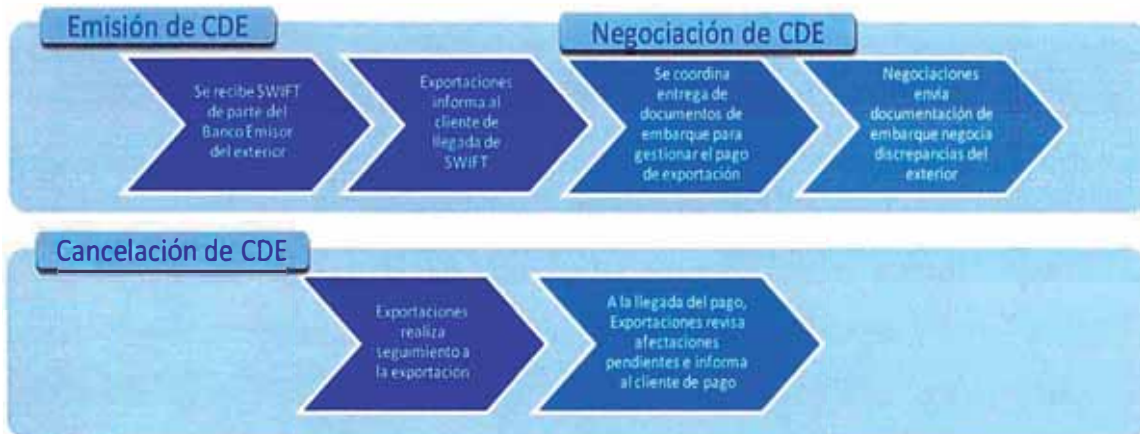 Emisión de CDE
Negociación de CDE
Se recibe SWIFT
de parte del
Banco Emisor
del exterior
Exportaciones
informa al
cliente de
llegada de
SWIFT
Se coordina
entrega de
documentos de
embarque para
gestionar el pago
de exportación
Negociaciones
envía
documentación de
embarque negocia
discrepancias del
exterior
Cancelación de CDE
Exportaciones
realiza
seguimiento a
la exportación
A la llegada del pago,
Exportaciones revisa
afectaciones
pendientes e informa
al cliente de pago